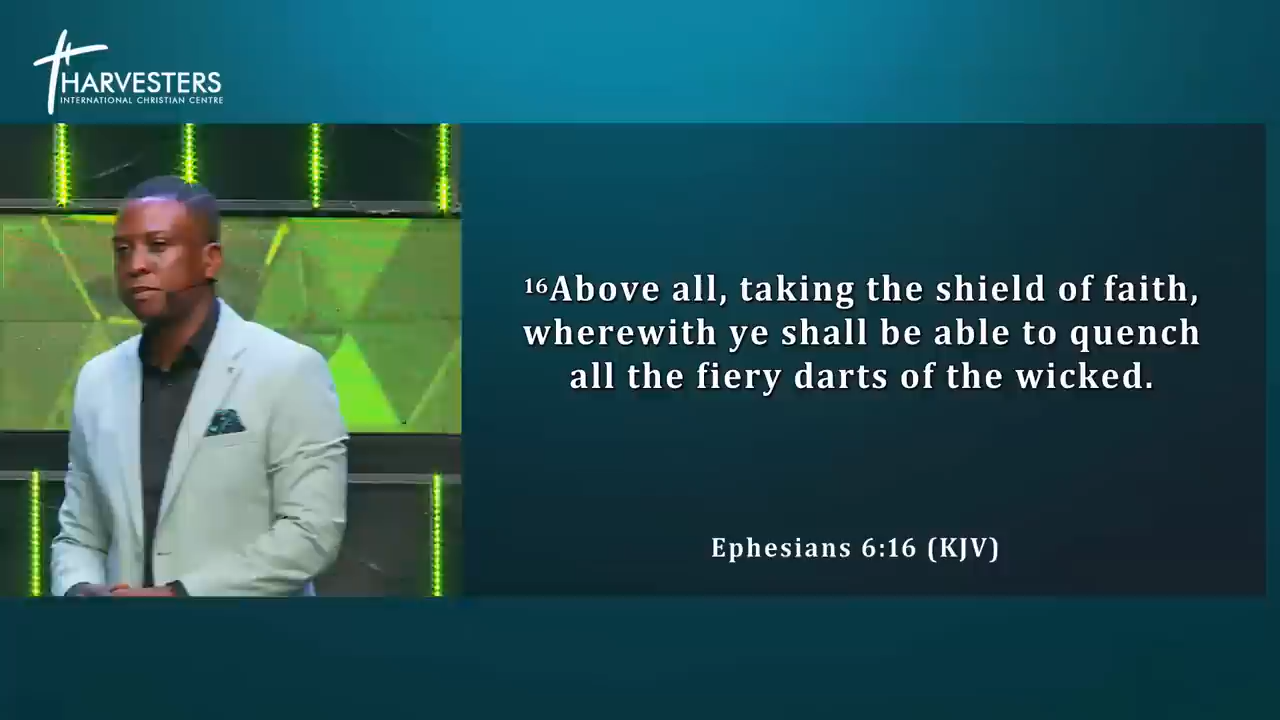 HARVESTERS
INTERNATIONAL CHRISTIAN CENTRE
¹⁶Above all, taking the shield of faith,
wherewith ye shall be able to quench
all the fiery darts of the wicked.
Ephesians 6:16 (KJV)